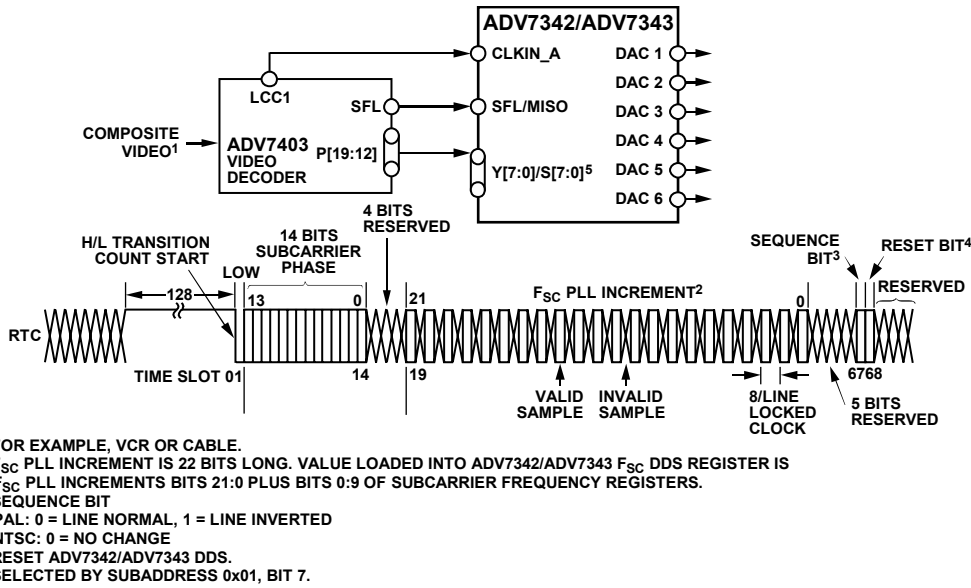 ADV7342/ADV7343
CLKIN_A
DAC 1
DAC 2
LCC1
SFL
SFL/MISO
DAC 3
COMPOSITE
VIDEO1
ADV7403
VIDEO
DECODER
P[19:12]
DAC 4
Y[7:0]/S[7:0]5
DAC 5
DAC 6
H/L TRANSITION
COUNT START
LOW
14 BITS
SUBCARRIER
PHASE
4 BITS
RESERVED
SEQUENCE
BIT3
RESET BIT4
RESERVED
128
13
0
21
FSC PLL INCREMENT2
0
RTC
TIME SLOT 01
14
19
VALID
SAMPLE
INVALID
SAMPLE
8/LINE
LOCKED
CLOCK
6768
5 BITS
RESERVED
FOR EXAMPLE, VCR OR CABLE.
FSC PLL INCREMENT IS 22 BITS LONG. VALUE LOADED INTO ADV7342/ADV7343 FSC DDS REGISTER IS
FSC PLL INCREMENTS BITS 21:0 PLUS BITS 0:9 OF SUBCARRIER FREQUENCY REGISTERS.
SEQUENCE BIT
PAL: 0 = LINE NORMAL, 1 = LINE INVERTED
NTSC: 0 = NO CHANGE
RESET ADV7342/ADV7343 DDS.
SELECTED BY SUBADDRESS 0x01, BIT 7.